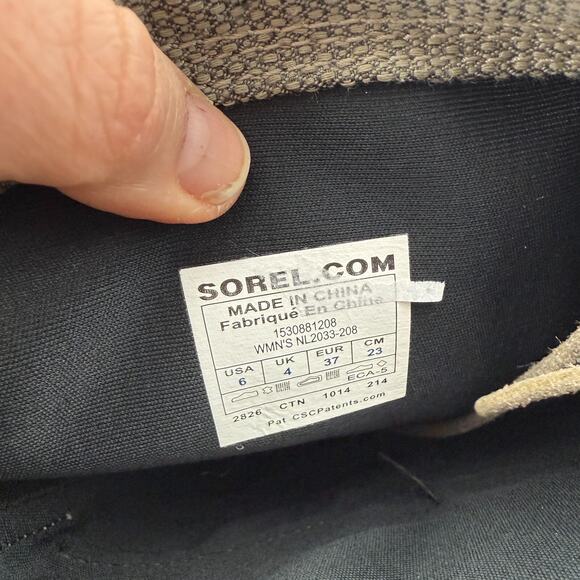 SOREL.COM
MADE IN CHINA
Fabriqué En Chine
1530881208
WMN'S NL2033-208
USA UK EUR CM
6 4 37 23
ECA-5
2826 CTN 1014 214
Pat CSCPatents.com